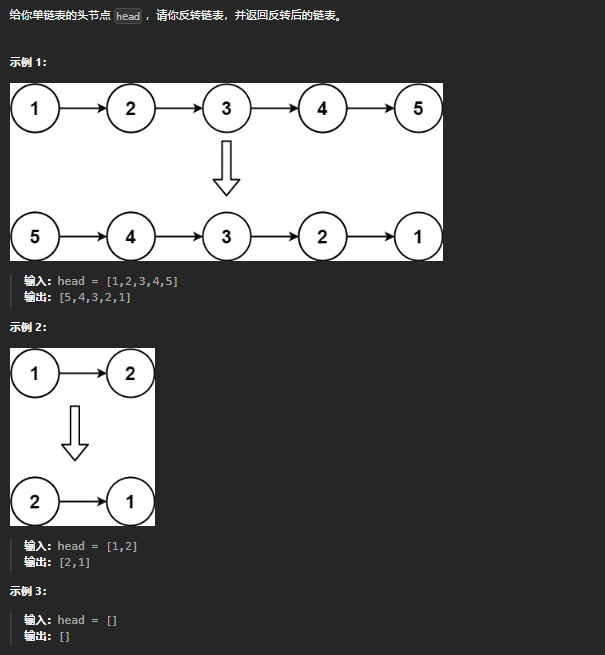 给你单链表的头节点 head ，请你反转链表，并返回反转后的链表。
示例 1：
1 2 3 4 5
5 4 3 2 1
输入：head = [1,2,3,4,5]
输出：[5,4,3,2,1]
示例 2：
1 2
2 1
输入：head = [1,2]
输出：[2,1]
示例 3：
输入：head = []
输出：[]